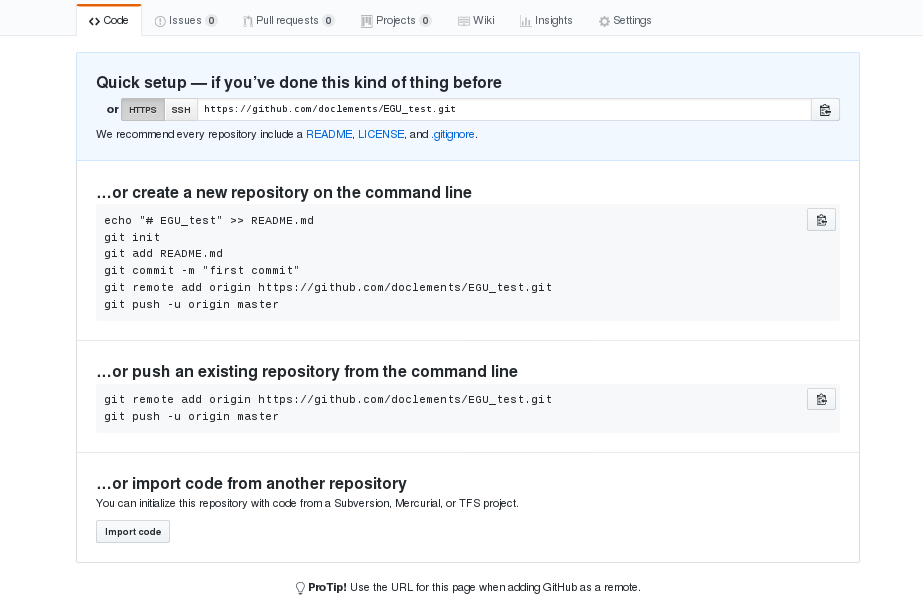 Code Issues 0 Pull requests 0 Projects 0 Wiki Insights Settings
Quick setup — if you've done this kind of thing before
or HTTPS SSH https://github.com/doclements/EGU_test.git
We recommend every repository include a README, LICENSE, and .gitignore.
...or create a new repository on the command line
echo "# EGU_test" >> README.md
git init
git add README.md
git commit -m "first commit"
git remote add origin https://github.com/doclements/EGU_test.git
git push -u origin master
...or push an existing repository from the command line
git remote add origin https://github.com/doclements/EGU_test.git
git push -u origin master
...or import code from another repository
You can initialize this repository with code from a Subversion, Mercurial, or TFS project.
Import code
ProTip! Use the URL for this page when adding GitHub as a remote.